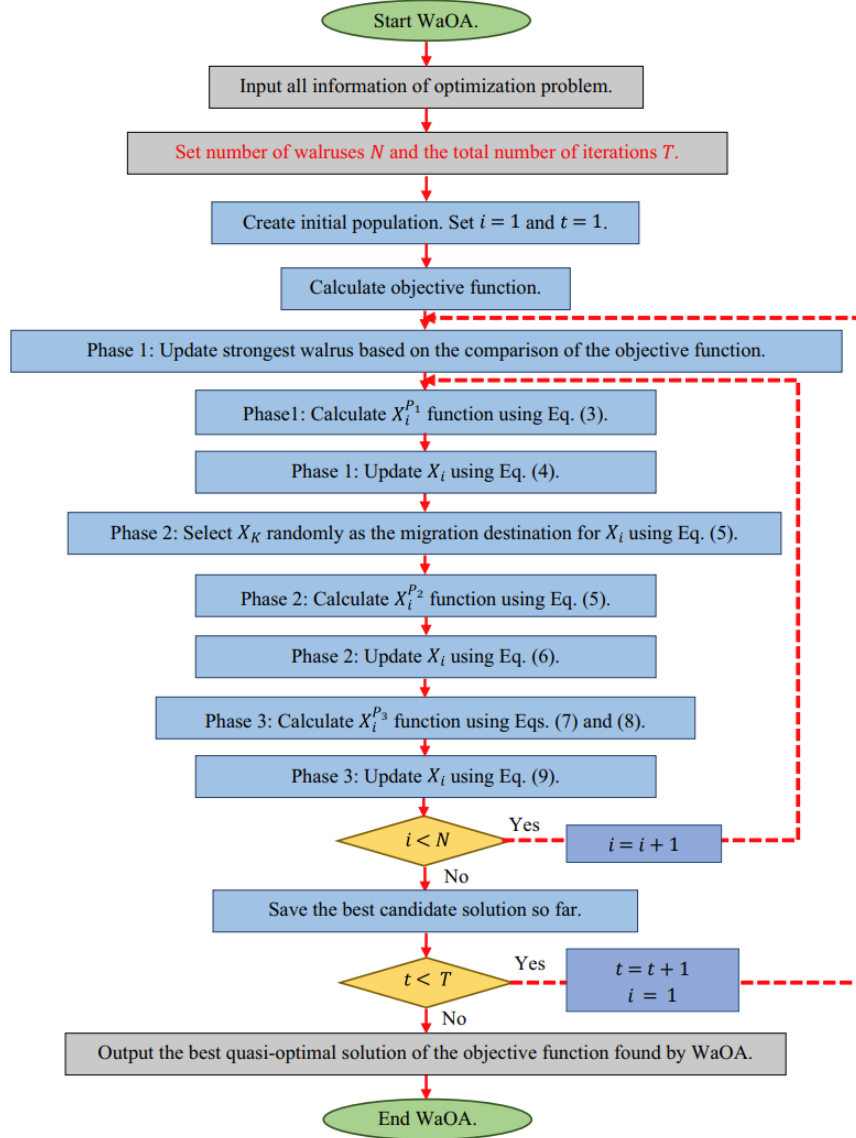 Start WaOA.
Input all information of optimization problem.
Set number of walruses N and the total number of iterations T.
Create initial population. Set i = 1 and t = 1.
Calculate objective function.
Phase 1: Update strongest walrus based on the comparison of the objective function.
Phase1: Calculate X_i^{P_1} function using Eq. (3).
Phase 1: Update X_i using Eq. (4).
Phase 2: Select X_K randomly as the migration destination for X_i using Eq. (5).
Phase 2: Calculate X_i^{P_2} function using Eq. (5).
Phase 2: Update X_i using Eq. (6).
Phase 3: Calculate X_i^{P_3} function using Eqs. (7) and (8).
Phase 3: Update X_i using Eq. (9).
i < N
Yes
i = i + 1
No
Save the best candidate solution so far.
t < T
Yes
t = t + 1
i = 1
No
Output the best quasi-optimal solution of the objective function found by WaOA.
End WaOA.